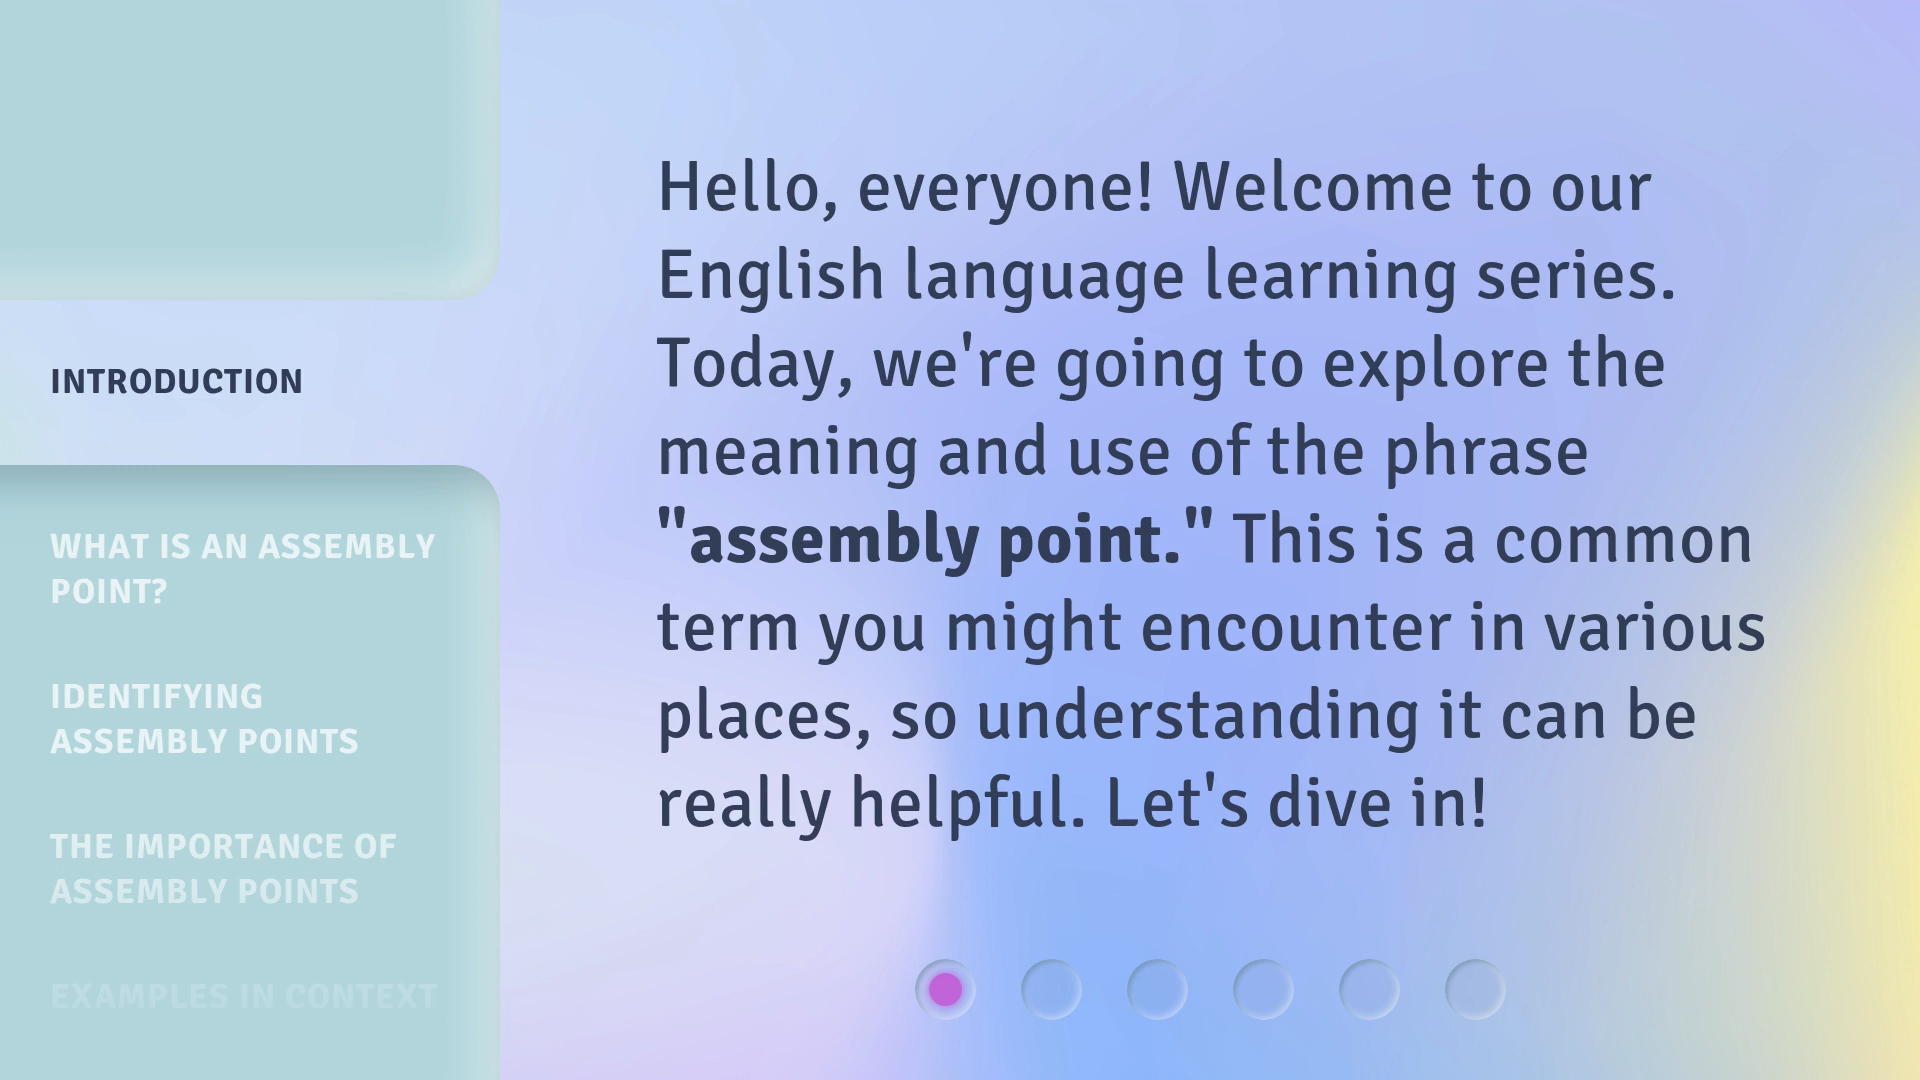 INTRODUCTION
WHAT IS AN ASSEMBLY
POINT?
IDENTIFYING
ASSEMBLY POINTS
THE IMPORTANCE OF
ASSEMBLY POINTS
EXAMPLES IN CONTEXT
Hello, everyone! Welcome to our
English language learning series.
Today, we're going to explore the
meaning and use of the phrase
"assembly point." This is a common
term you might encounter in various
places, so understanding it can be
really helpful. Let's dive in!